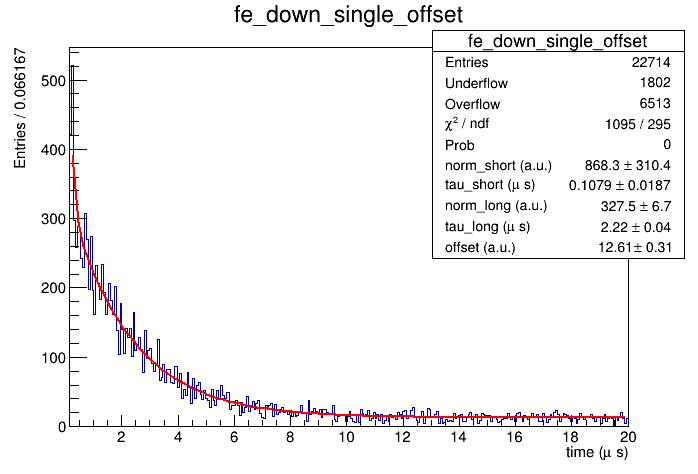 fe_down_single_offset
Entries / 0.066167
fe_down_single_offset
Entries 22714
Underflow 1802
Overflow 6513
χ² / ndf 1095 / 295
Prob 0
norm_short (a.u.) 868.3 ± 310.4
tau_short (μ s) 0.1079 ± 0.0187
norm_long (a.u.) 327.5 ± 6.7
tau_long (μ s) 2.22 ± 0.04
offset (a.u.) 12.61 ± 0.31
500
400
300
200
100
0
2 4 6 8 10 12 14 16 18 20
time (μ s)